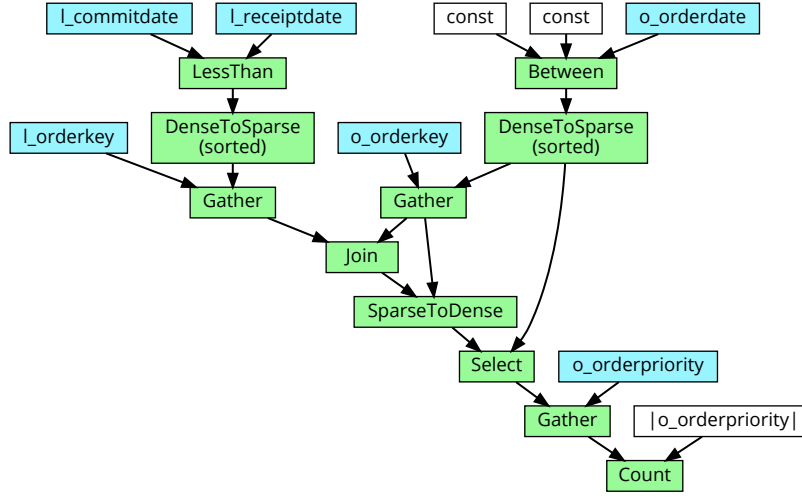 l_commitdate
l_receiptdate
const
const
o_orderdate
LessThan
Between
l_orderkey
DenseToSparse
(sorted)
o_orderkey
DenseToSparse
(sorted)
Gather
Gather
Join
SparseToDense
Select
o_orderpriority
Gather
|o_orderpriority|
Count